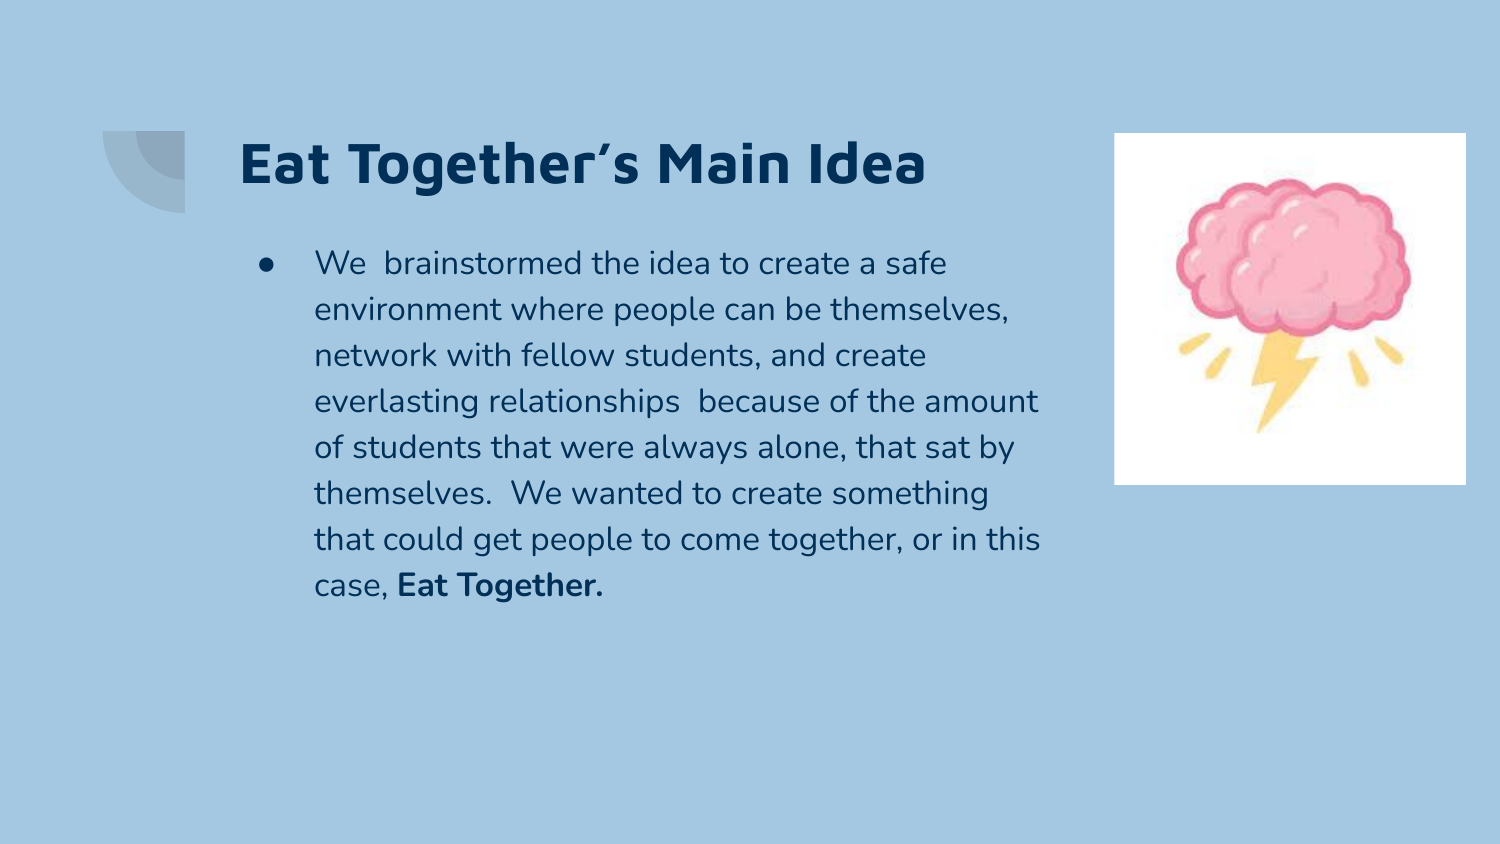 Eat Together’s Main Idea
● We  brainstormed the idea to create a safe
environment where people can be themselves,
network with fellow students, and create
everlasting relationships  because of the amount
of students that were always alone, that sat by
themselves.  We wanted to create something
that could get people to come together, or in this
case, Eat Together.